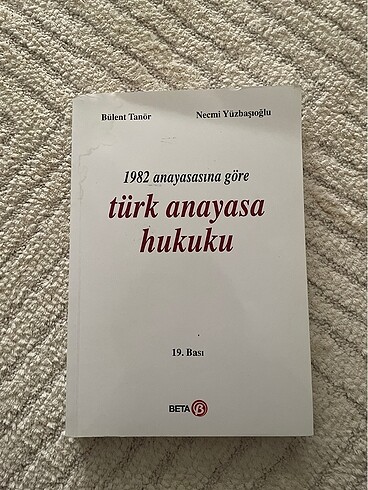 Bülent Tanör Necmi Yüzbaşıoğlu
1982 anayasasına göre
türk anayasa
hukuku
19. Bası
BETA B